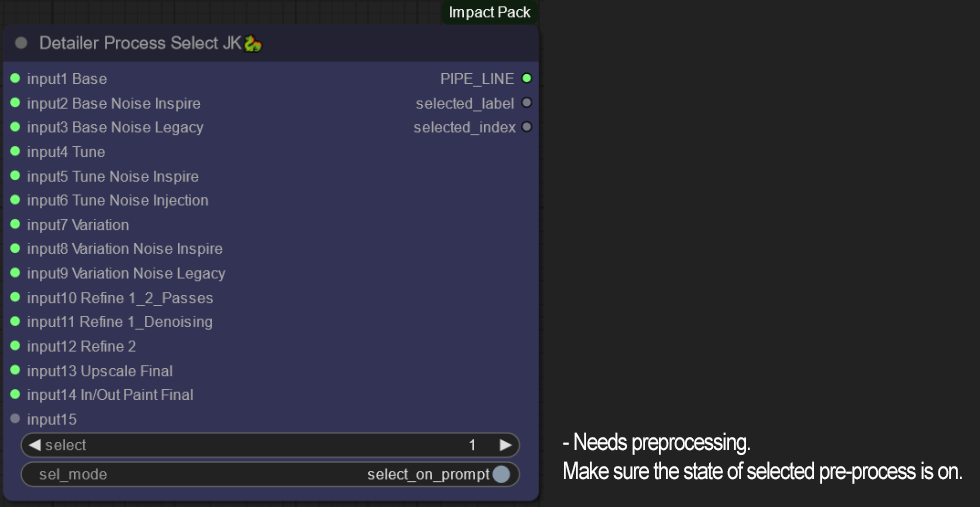 Impact Pack
Detailer Process Select JK🐉
input1 Base
PIPE_LINE
input2 Base Noise Inspire
selected_label
input3 Base Noise Legacy
selected_index
input4 Tune
input5 Tune Noise Inspire
input6 Tune Noise Injection
input7 Variation
input8 Variation Noise Inspire
input9 Variation Noise Legacy
input10 Refine 1_2_Passes
input11 Refine 1_Denoising
input12 Refine 2
input13 Upscale Final
input14 In/Out Paint Final
input15
select 1
sel_mode select_on_prompt
- Needs preprocessing.
Make sure the state of selected pre-process is on.